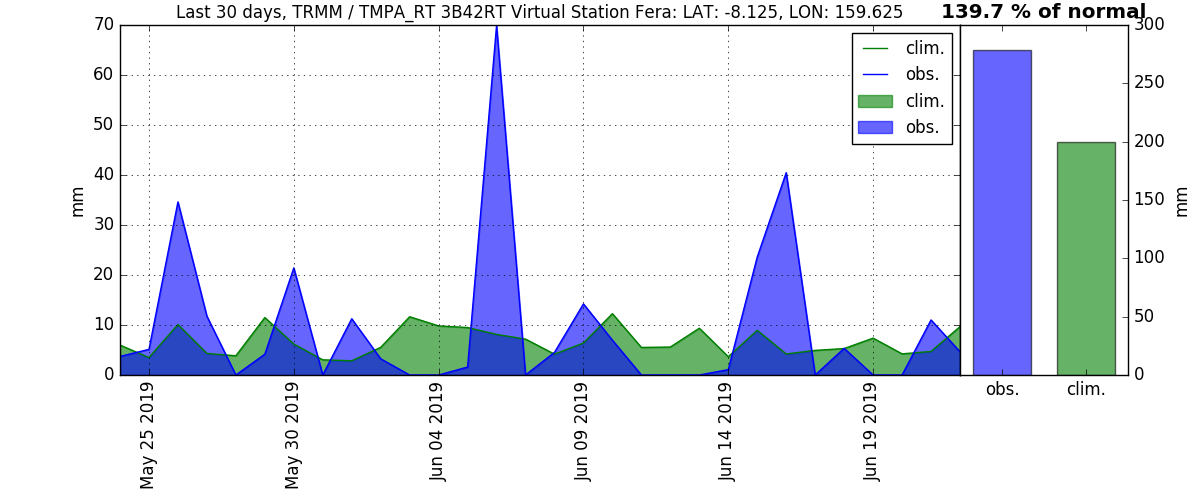 Last 30 days, TRMM / TMPA_RT 3B42RT Virtual Station Fera: LAT: -8.125, LON: 159.625
139.7 % of normal
70
60
50
40
30
20
10
0
mm
clim.
obs.
clim.
obs.
May 25 2019
May 30 2019
Jun 04 2019
Jun 09 2019
Jun 14 2019
Jun 19 2019
300
250
200
150
100
50
0
mm
obs.
clim.